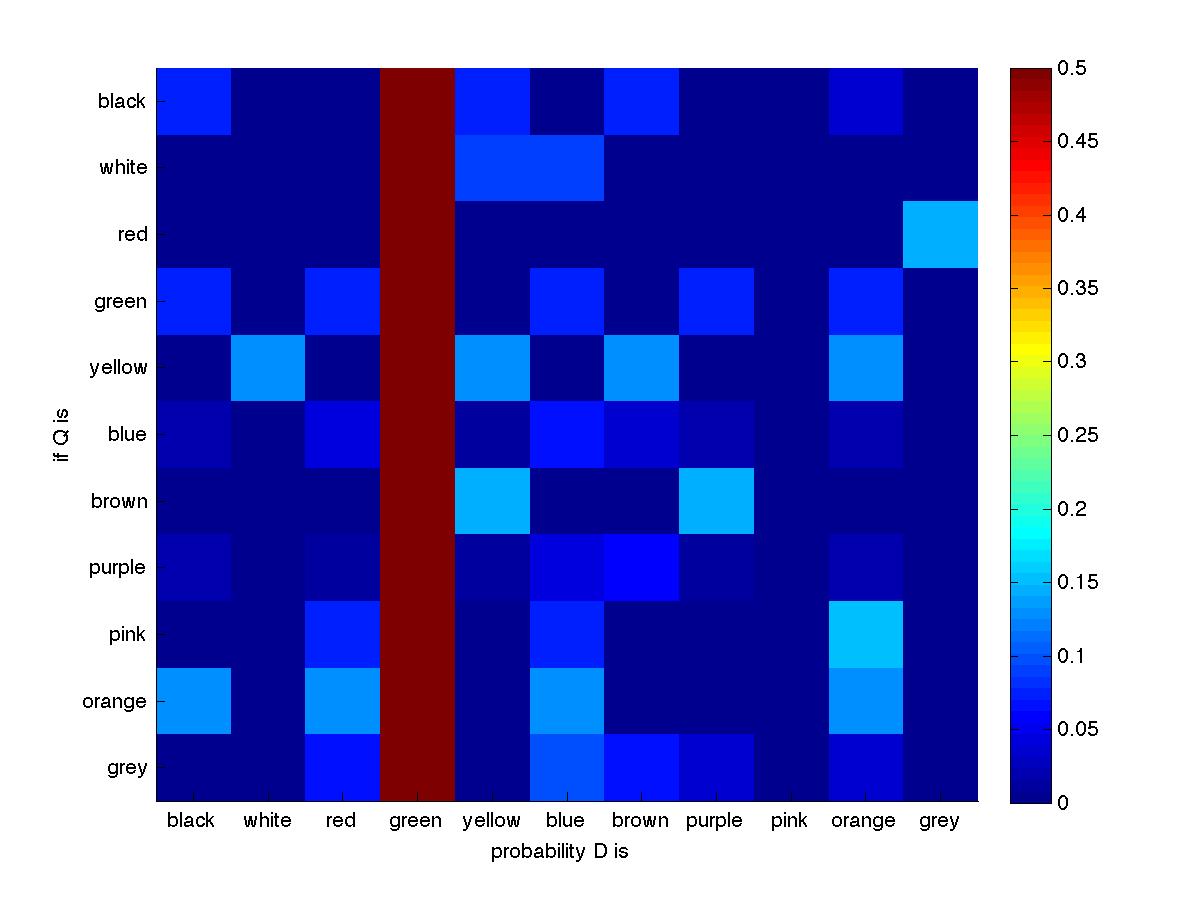 black
white
red
green
yellow
blue
brown
purple
pink
orange
grey
if Q is
black white red green yellow blue brown purple pink orange grey
probability D is
0.5
0.45
0.4
0.35
0.3
0.25
0.2
0.15
0.1
0.05
0